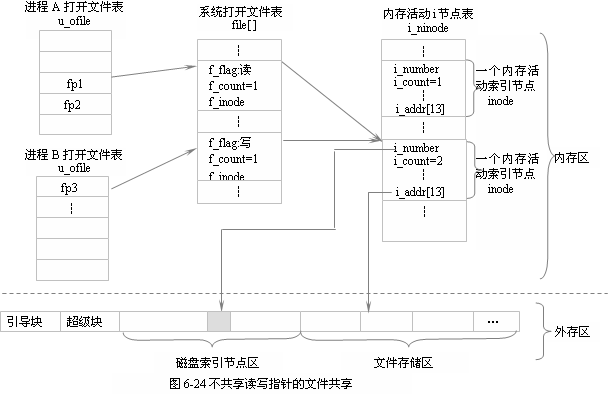 进程 A 打开文件表
u_ofile
fp1
fp2
进程 B 打开文件表
u_ofile
fp3
系统打开文件表
file[]
f_flag:读
f_count=1
f_inode
f_flag:写
f_count=1
f_inode
内存活动 i 节点表
i_ninode
i_number
i_count=1
i_addr[13]
i_number
i_count=2
i_addr[13]
一个内存活
动索引节点
inode
一个内存活
动索引节点
inode
内存区
引导块
超级块
...
外存区
磁盘索引节点区
文件存储区
图 6-24 不共享读写指针的文件共享